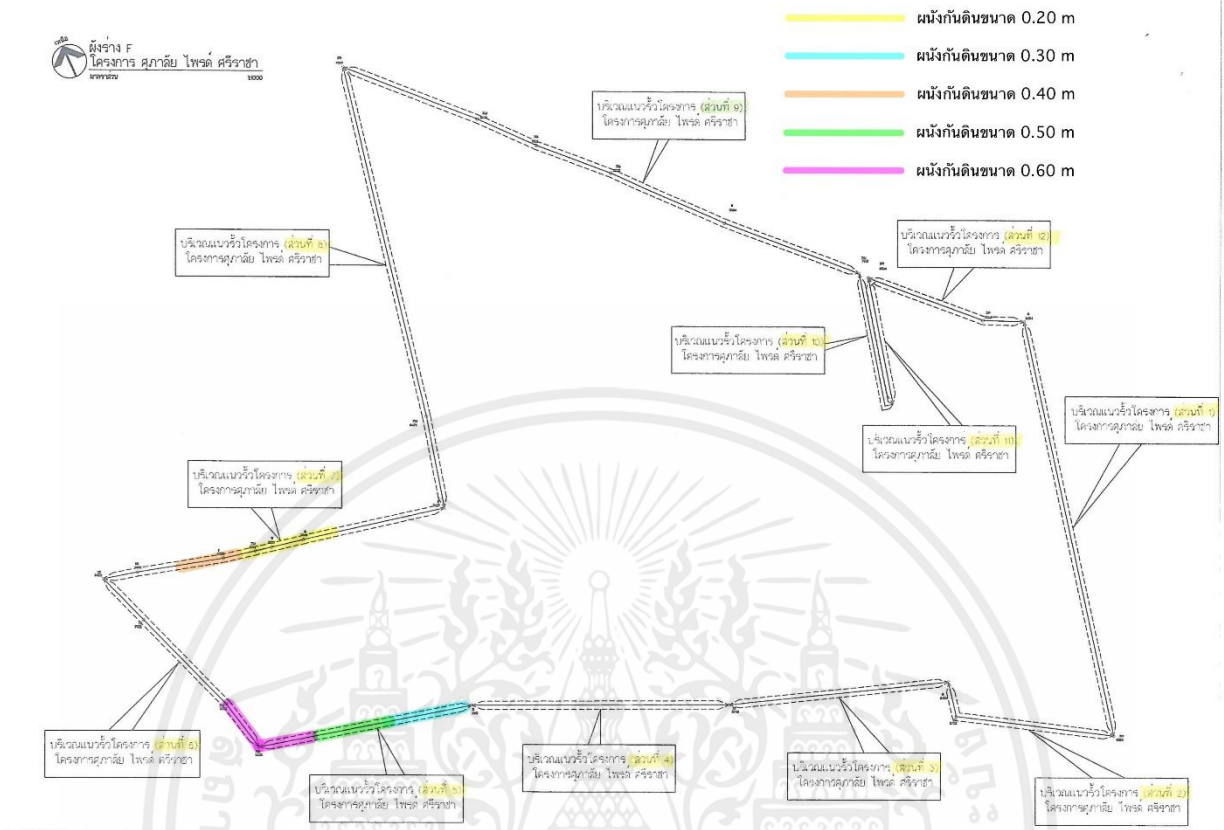 เหนือ
ผังร่าง F
โครงการ ศุภาลัย ไพรด์ ศรีราชา
มาตราส่วน
ผนังกันดินขนาด 0.20 m
ผนังกันดินขนาด 0.30 m
ผนังกันดินขนาด 0.40 m
ผนังกันดินขนาด 0.50 m
ผนังกันดินขนาด 0.60 m
บริเวณแนวรั้วโครงการ (ส่วนที่ 9)
โครงการศุภาลัย ไพรด์ ศรีราชา
บริเวณแนวรั้วโครงการ (ส่วนที่ 8)
โครงการศุภาลัย ไพรด์ ศรีราชา
บริเวณแนวรั้วโครงการ (ส่วนที่ 12)
โครงการศุภาลัย ไพรด์ ศรีราชา
บริเวณแนวรั้วโครงการ (ส่วนที่ 10)
โครงการศุภาลัย ไพรด์ ศรีราชา
บริเวณแนวรั้วโครงการ (ส่วนที่ 1)
โครงการศุภาลัย ไพรด์ ศรีราชา
บริเวณแนวรั้วโครงการ (ส่วนที่ 11)
โครงการศุภาลัย ไพรด์ ศรีราชา
บริเวณแนวรั้วโครงการ (ส่วนที่ 7)
โครงการศุภาลัย ไพรด์ ศรีราชา
บริเวณแนวรั้วโครงการ (ส่วนที่ 6)
โครงการศุภาลัย ไพรด์ ศรีราชา
บริเวณแนวรั้วโครงการ (ส่วนที่ 5)
โครงการศุภาลัย ไพรด์ ศรีราชา
บริเวณแนวรั้วโครงการ (ส่วนที่ 4)
โครงการศุภาลัย ไพรด์ ศรีราชา
บริเวณแนวรั้วโครงการ (ส่วนที่ 3)
โครงการศุภาลัย ไพรด์ ศรีราชา
บริเวณแนวรั้วโครงการ (ส่วนที่ 2)
โครงการศุภาลัย ไพรด์ ศรีราชา